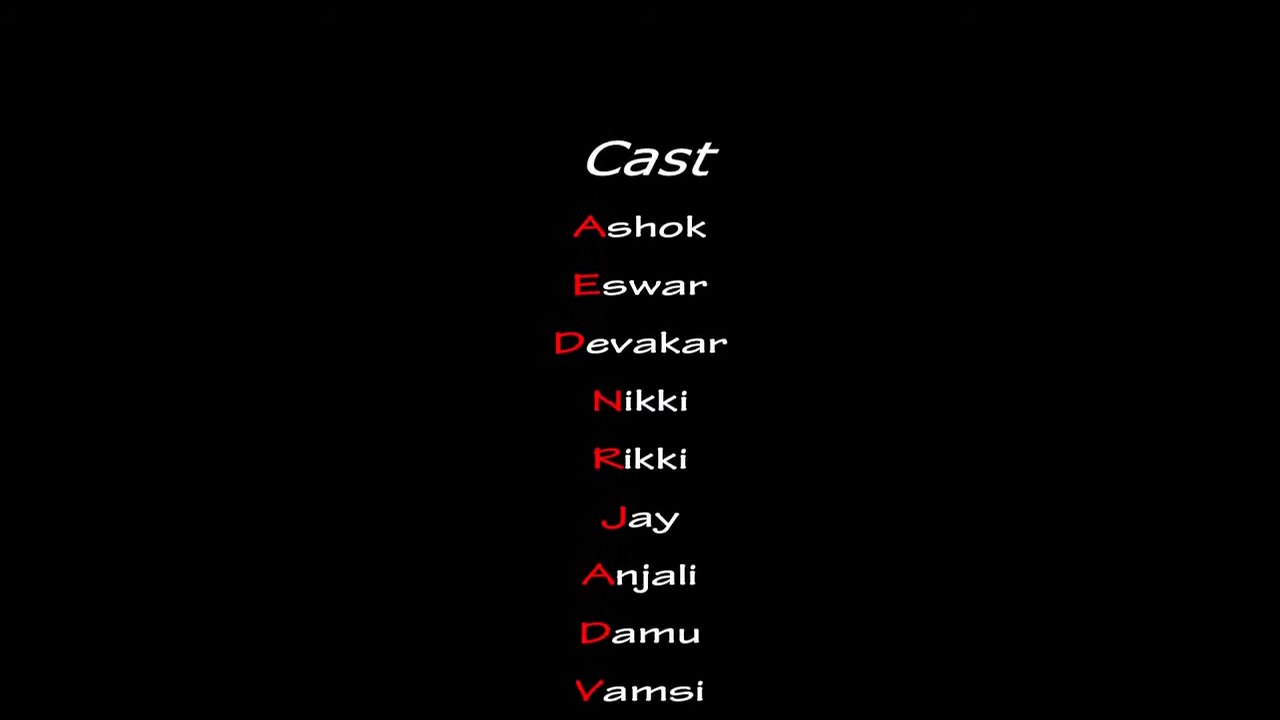 Cast
Ashok
Eswar
Devakar
Nikki
Rikki
Jay
Anjali
Damu
Vamsi